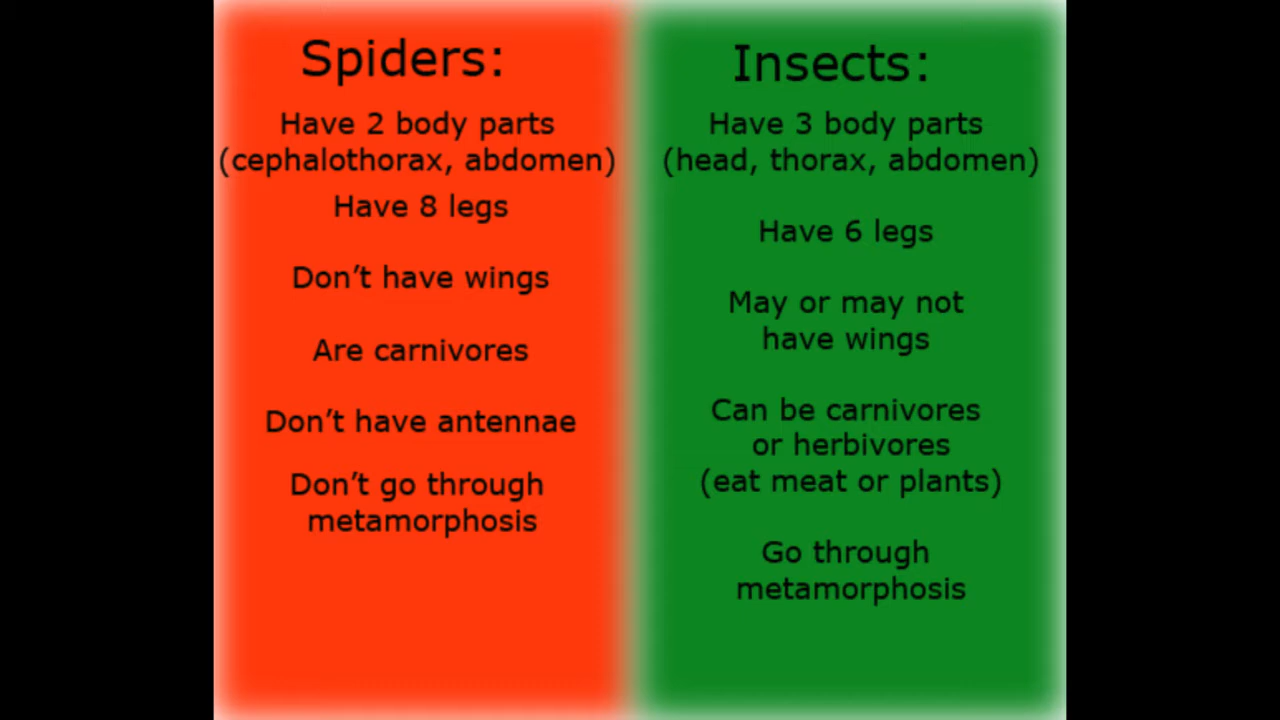 Spiders:
Have 2 body parts
(cephalothorax, abdomen)
Have 8 legs
Don’t have wings
Are carnivores
Don’t have antennae
Don’t go through
metamorphosis
Insects:
Have 3 body parts
(head, thorax, abdomen)
Have 6 legs
May or may not
have wings
Can be carnivores
or herbivores
(eat meat or plants)
Go through
metamorphosis